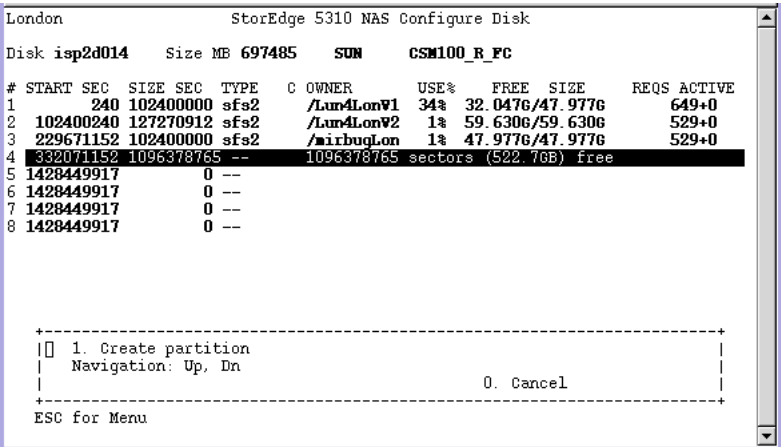 London StorEdge 5310 NAS Configure Disk
Disk isp2d014 Size MB 697485 SUN CSM100_R_FC
# START SEC SIZE SEC TYPE C OWNER USE% FREE SIZE REQS ACTIVE
1 240 102400000 sfs2 /Lun4LonV1 34% 32.047G/47.977G 649+0
2 102400240 127270912 sfs2 /Lun4LonV2 1% 59.630G/59.630G 529+0
3 229671152 102400000 sfs2 /mirbugLon 1% 47.977G/47.977G 529+0
4 332071152 1096378765 -- 1096378765 sectors (522.7GB) free
5 1428449917 0 --
6 1428449917 0 --
7 1428449917 0 --
8 1428449917 0 --
1. Create partition
Navigation: Up, Dn
0. Cancel
ESC for Menu